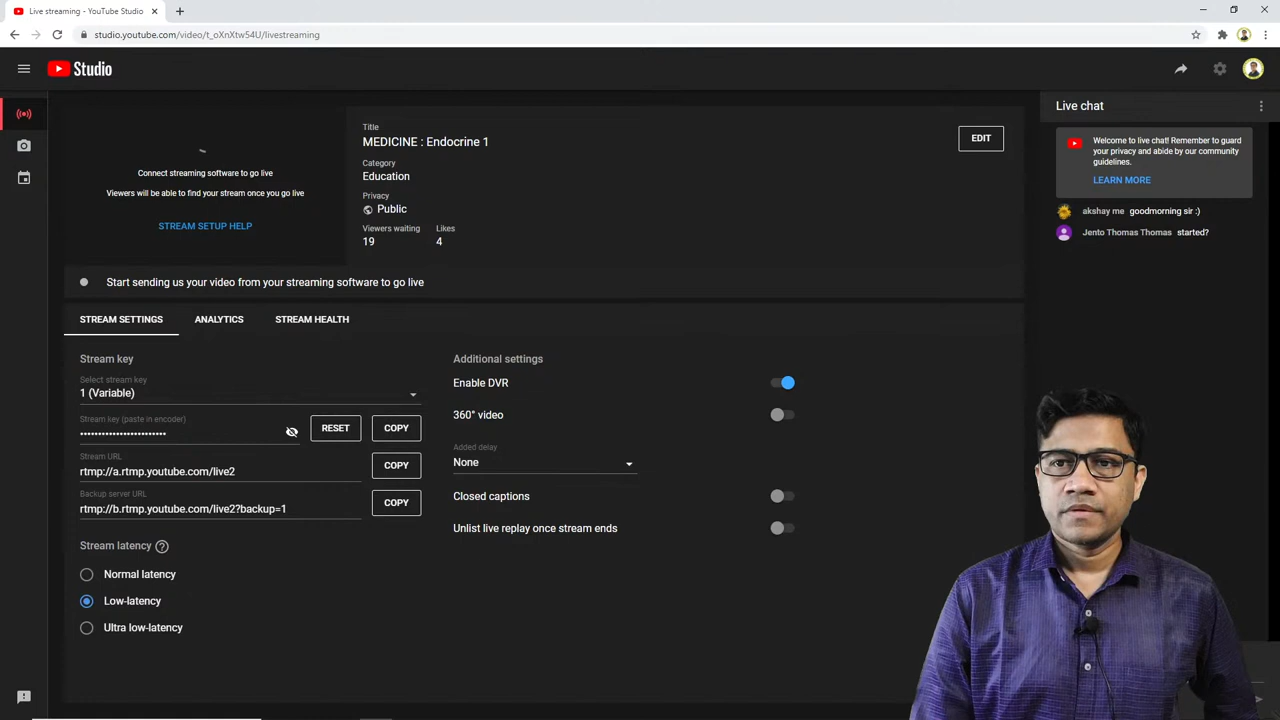 Live streaming - YouTube Studio
studio.youtube.com/video/t_oXnXtw54U/livestreaming
Studio
Connect streaming software to go live
Viewers will be able to find your stream once you go live
STREAM SETUP HELP
Title
MEDICINE : Endocrine 1
Category
Education
Privacy
Public
Viewers waiting
Likes
19
4
EDIT
Start sending us your video from your streaming software to go live
STREAM SETTINGS
ANALYTICS
STREAM HEALTH
Stream key
Select stream key
1 (Variable)
Stream key (paste in encoder)
••••••••••••••••••••••••
RESET
COPY
Stream URL
rtmp://a.rtmp.youtube.com/live2
COPY
Backup server URL
rtmp://b.rtmp.youtube.com/live2?backup=1
COPY
Stream latency
Normal latency
Low-latency
Ultra low-latency
Additional settings
Enable DVR
360° video
Added delay
None
Closed captions
Unlist live replay once stream ends
Live chat
Welcome to live chat! Remember to guard
your privacy and abide by our community
guidelines.
LEARN MORE
akshay me goodmorning sir :)
Jento Thomas Thomas started?